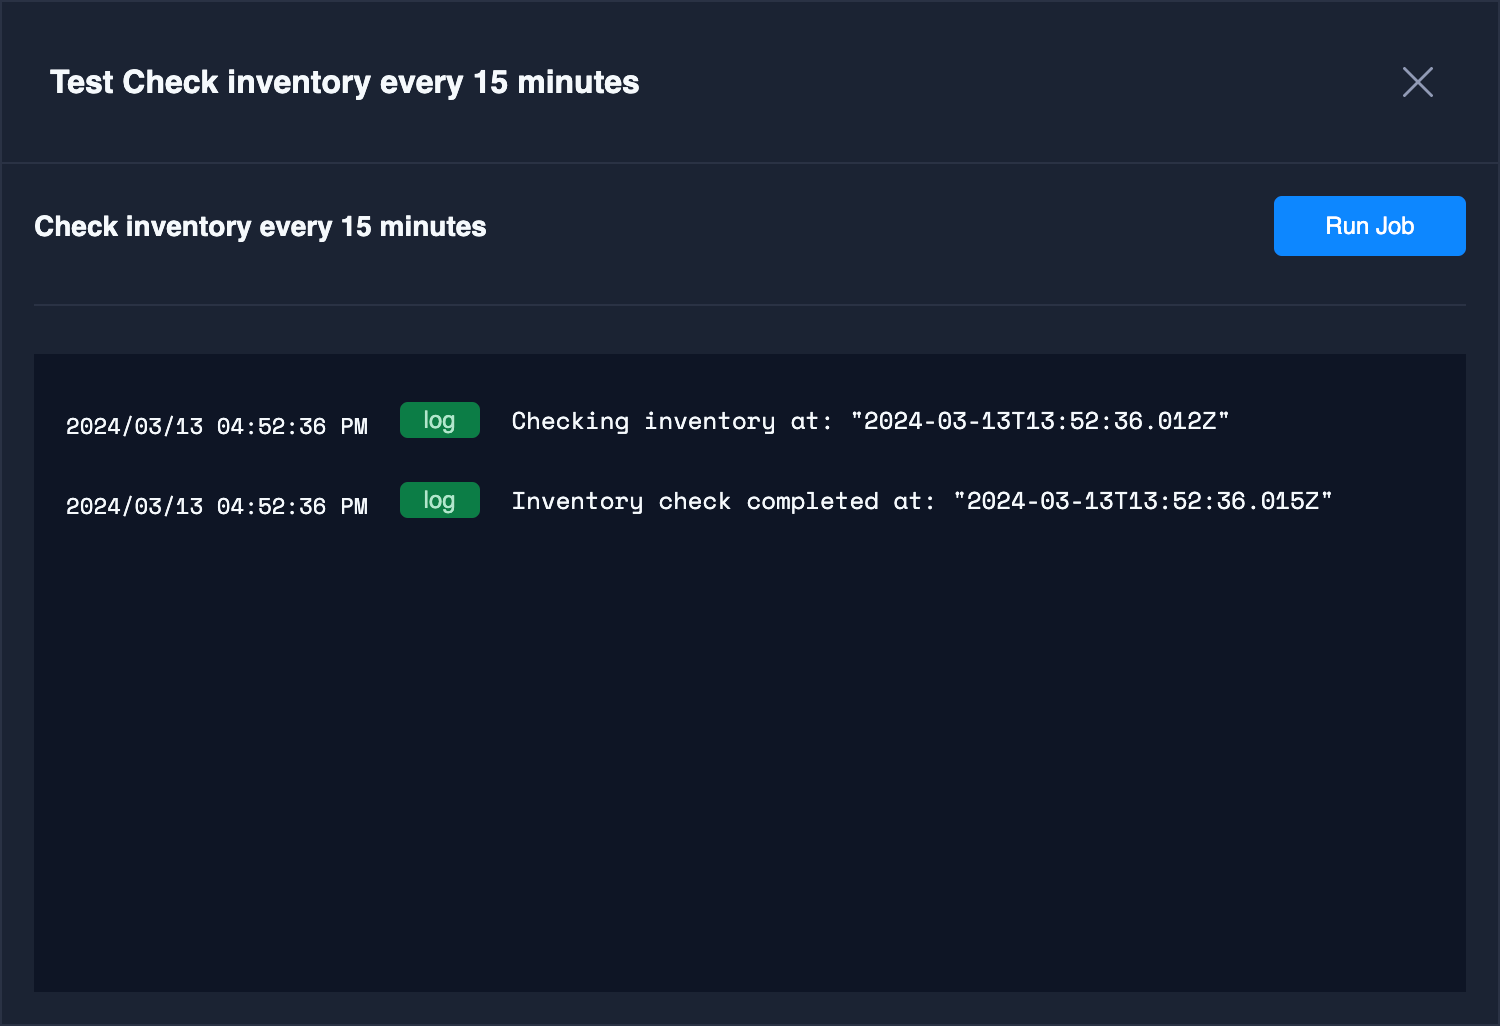 Test Check inventory every 15 minutes
Check inventory every 15 minutes
Run Job
2024/03/13 04:52:36 PM log Checking inventory at: "2024-03-13T13:52:36.012Z"
2024/03/13 04:52:36 PM log Inventory check completed at: "2024-03-13T13:52:36.015Z"